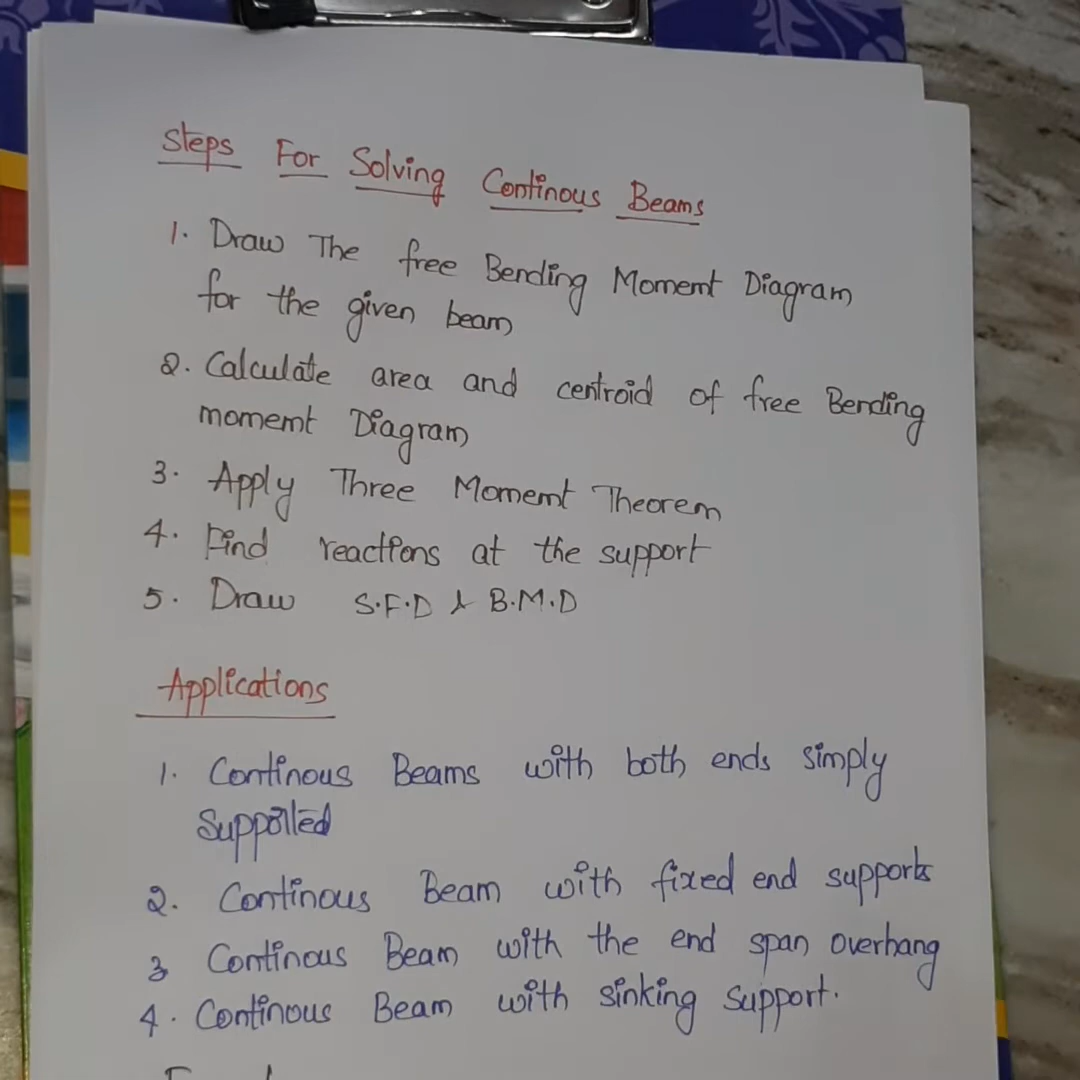 Steps For Solving Continous Beams
1. Draw The free Bending Moment Diagram
for the given beam
2. Calculate area and centroid of free Bending
moment Diagram
3. Apply Three Moment Theorem
4. Find reactions at the support
5. Draw S.F.D & B.M.D
Applications
1. Continous Beams with both ends simply
Supported
2. Continous Beam with fixed end supports
3 Continous Beam with the end span overhang
4. Continous Beam with sinking support.